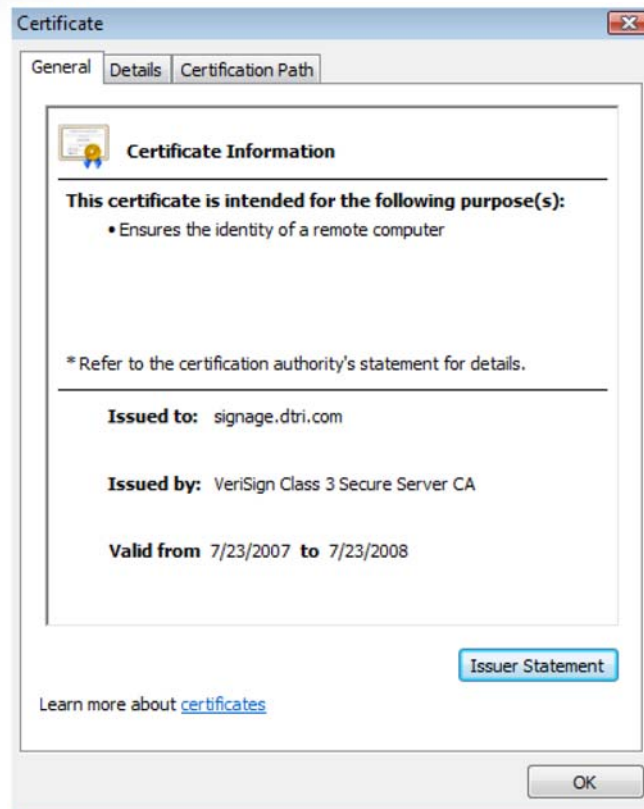 Certificate
General Details Certification Path
Certificate Information
This certificate is intended for the following purpose(s):
• Ensures the identity of a remote computer
* Refer to the certification authority's statement for details.
Issued to: signage.dtri.com
Issued by: VeriSign Class 3 Secure Server CA
Valid from 7/23/2007 to 7/23/2008
Issuer Statement
Learn more about certificates
OK